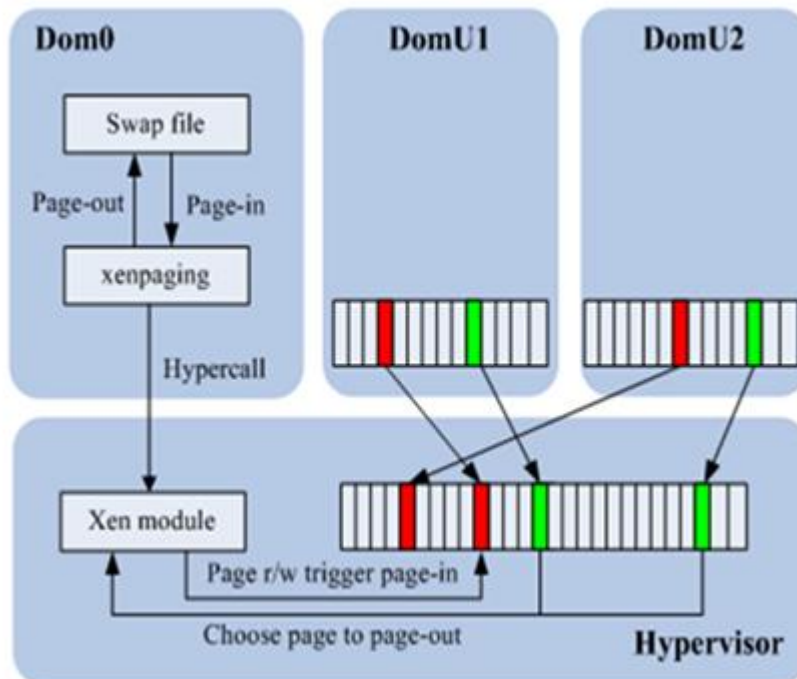 Dom0
DomU1
DomU2
Swap file
Page-out
Page-in
xenpaging
Hypercall
Xen module
Page r/w trigger page-in
Choose page to page-out
Hypervisor